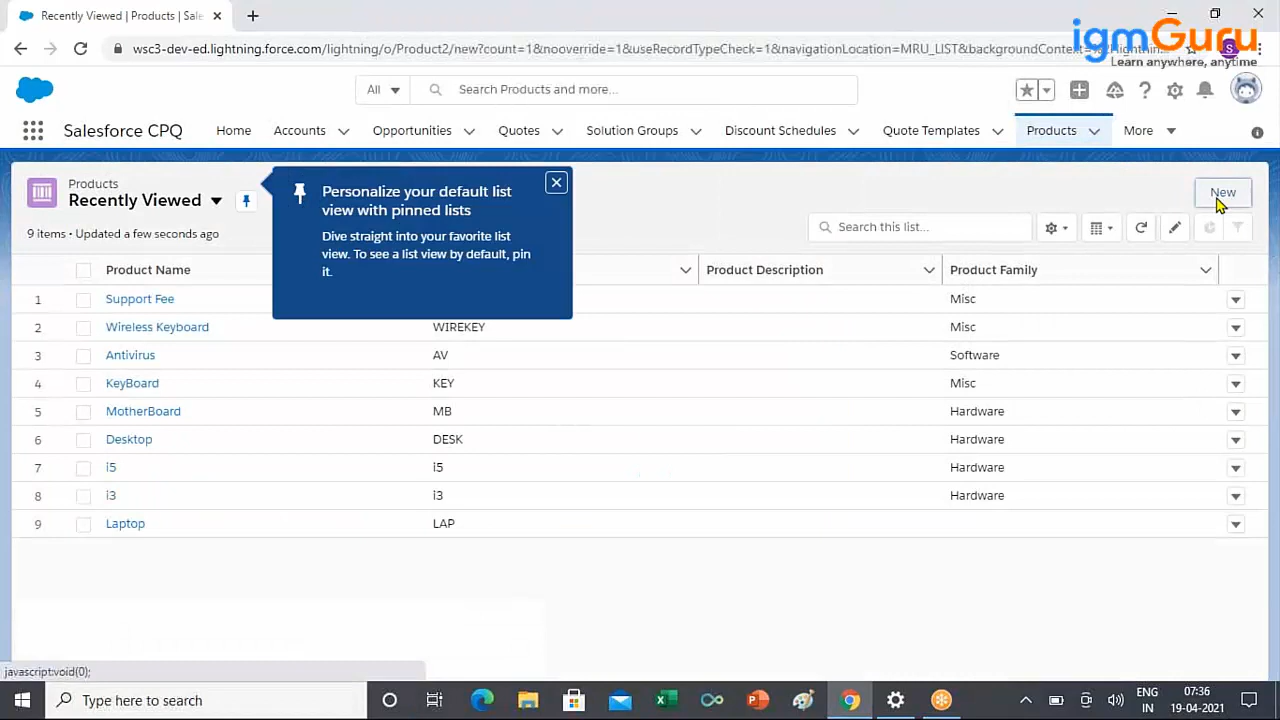 Recently Viewed | Products | Sale
igmGuru
Learn anywhere, anytime
wsc3-dev-ed.lightning.force.com/lightning/o/Product2/new?count=1&nooverride=1&useRecordTypeCheck=1&navigationLocation=MRU_LIST&backgroundContext=
S
All
Search Products and more...
Salesforce CPQ
Home
Accounts
Opportunities
Quotes
Solution Groups
Discount Schedules
Quote Templates
Products
More
Products
Recently Viewed
9 items • Updated a few seconds ago
Personalize your default list
view with pinned lists
Dive straight into your favorite list
view. To see a list view by default, pin
it.
New
Search this list...
Product Name
Product Description
Product Family
1 Support Fee Misc
2 Wireless Keyboard WIREKEY Misc
3 Antivirus AV Software
4 KeyBoard KEY Misc
5 MotherBoard MB Hardware
6 Desktop DESK Hardware
7 i5 i5 Hardware
8 i3 i3 Hardware
9 Laptop LAP
javascript:void(0);
Type here to search
ENG
IN
07:36
19-04-2021